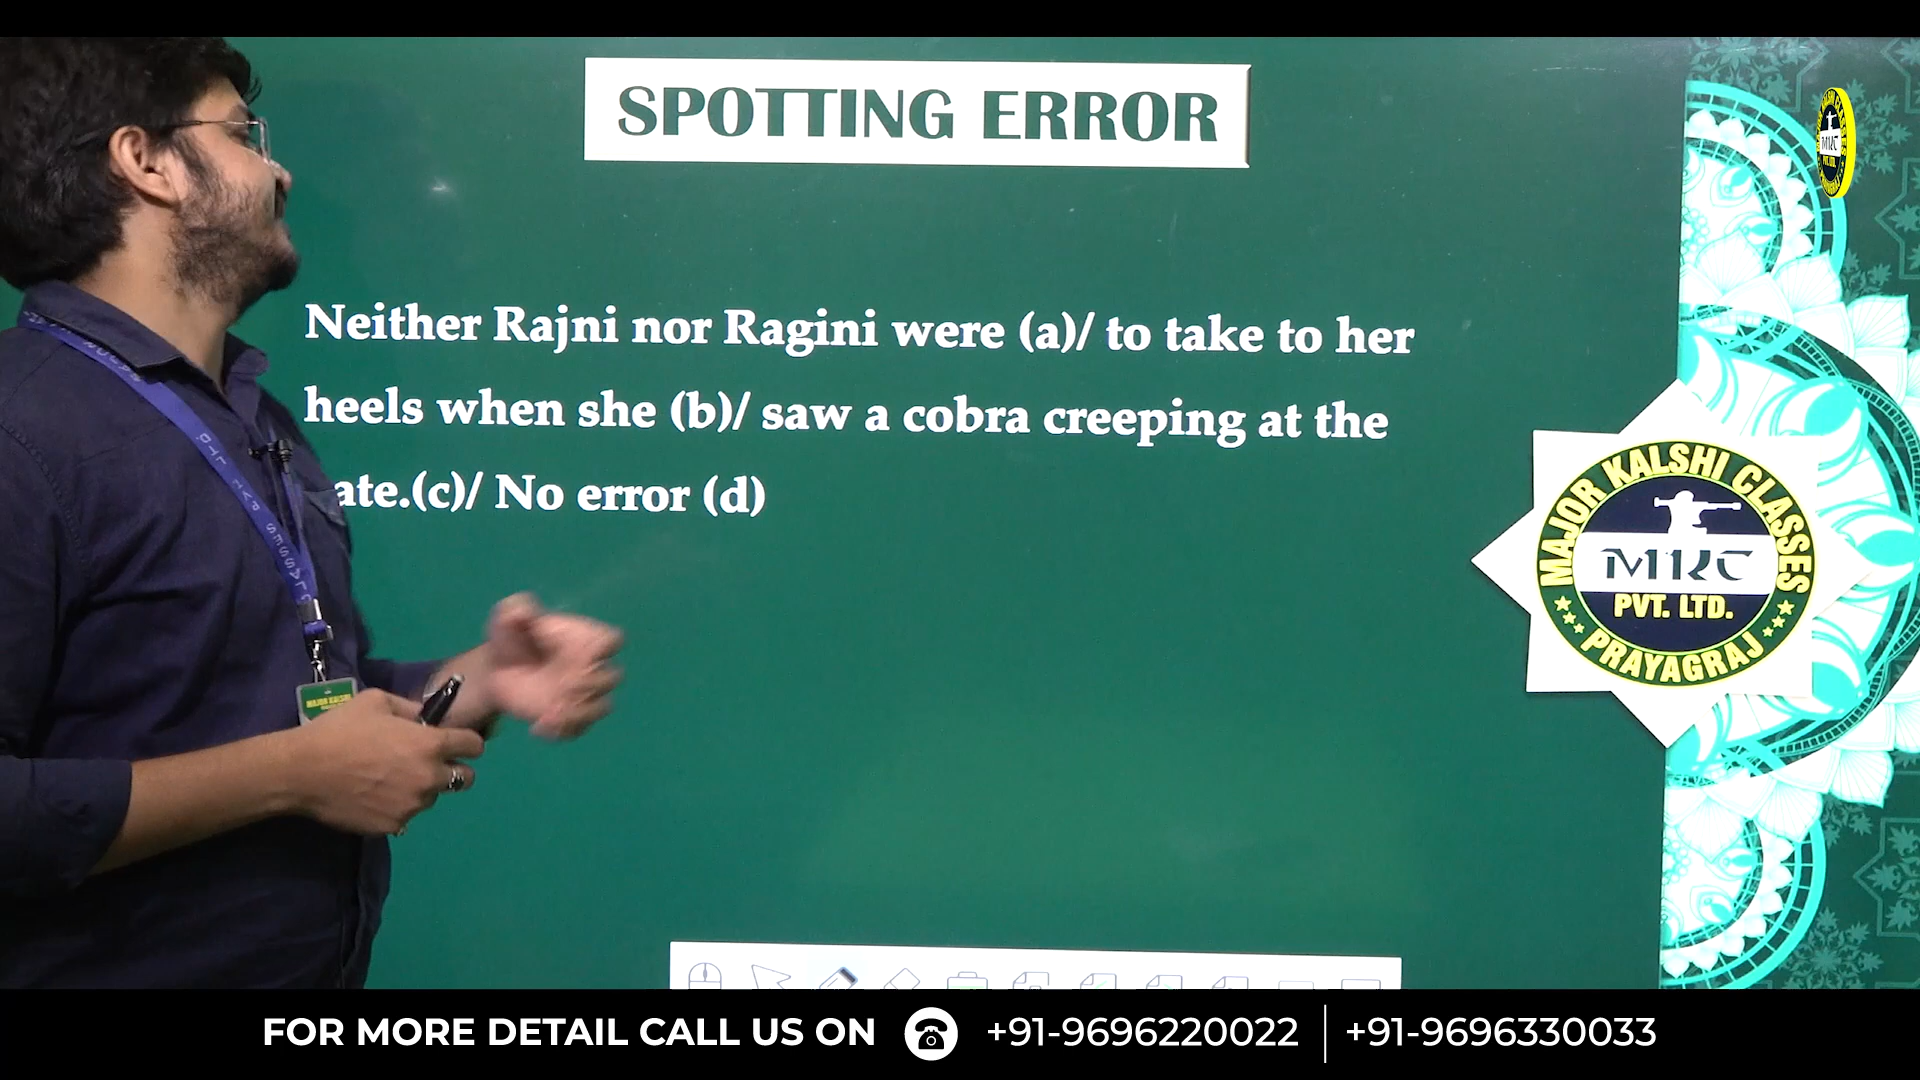 SPOTTING ERROR
Neither Rajni nor Ragini were (a)/ to take to her
heels when she (b)/ saw a cobra creeping at the
ate.(c)/ No error (d)
MAJOR KALSHI CLASSES
MKC
PVT. LTD.
PRAYAGRAJ
MAJOR KALSHI
FOR MORE DETAIL CALL US ON +91-9696220022 +91-9696330033